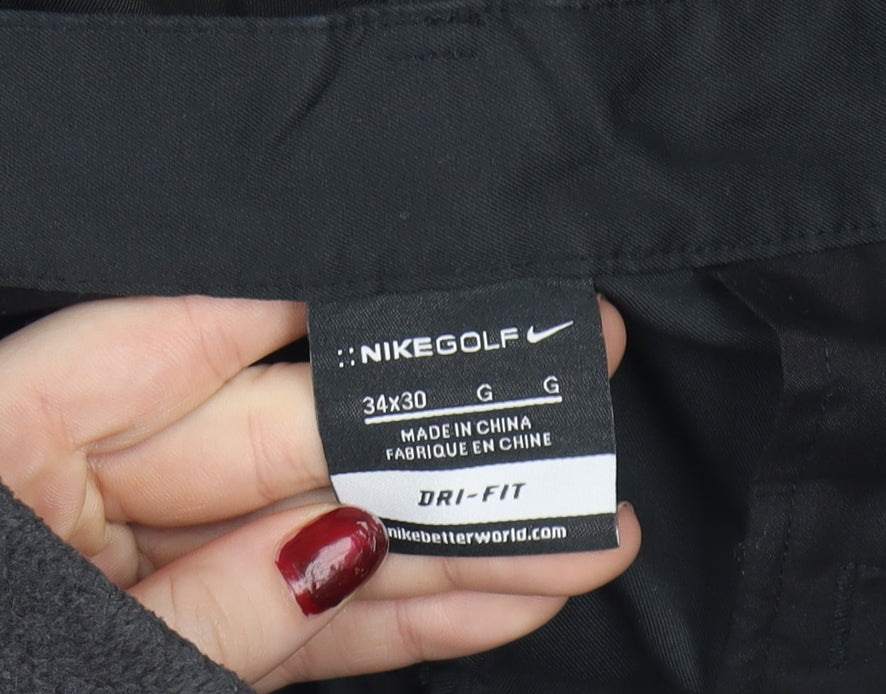 NIKEGOLF
34x30 G G
MADE IN CHINA
FABRIQUE EN CHINE
DRI-FIT
nikebetterworld.com